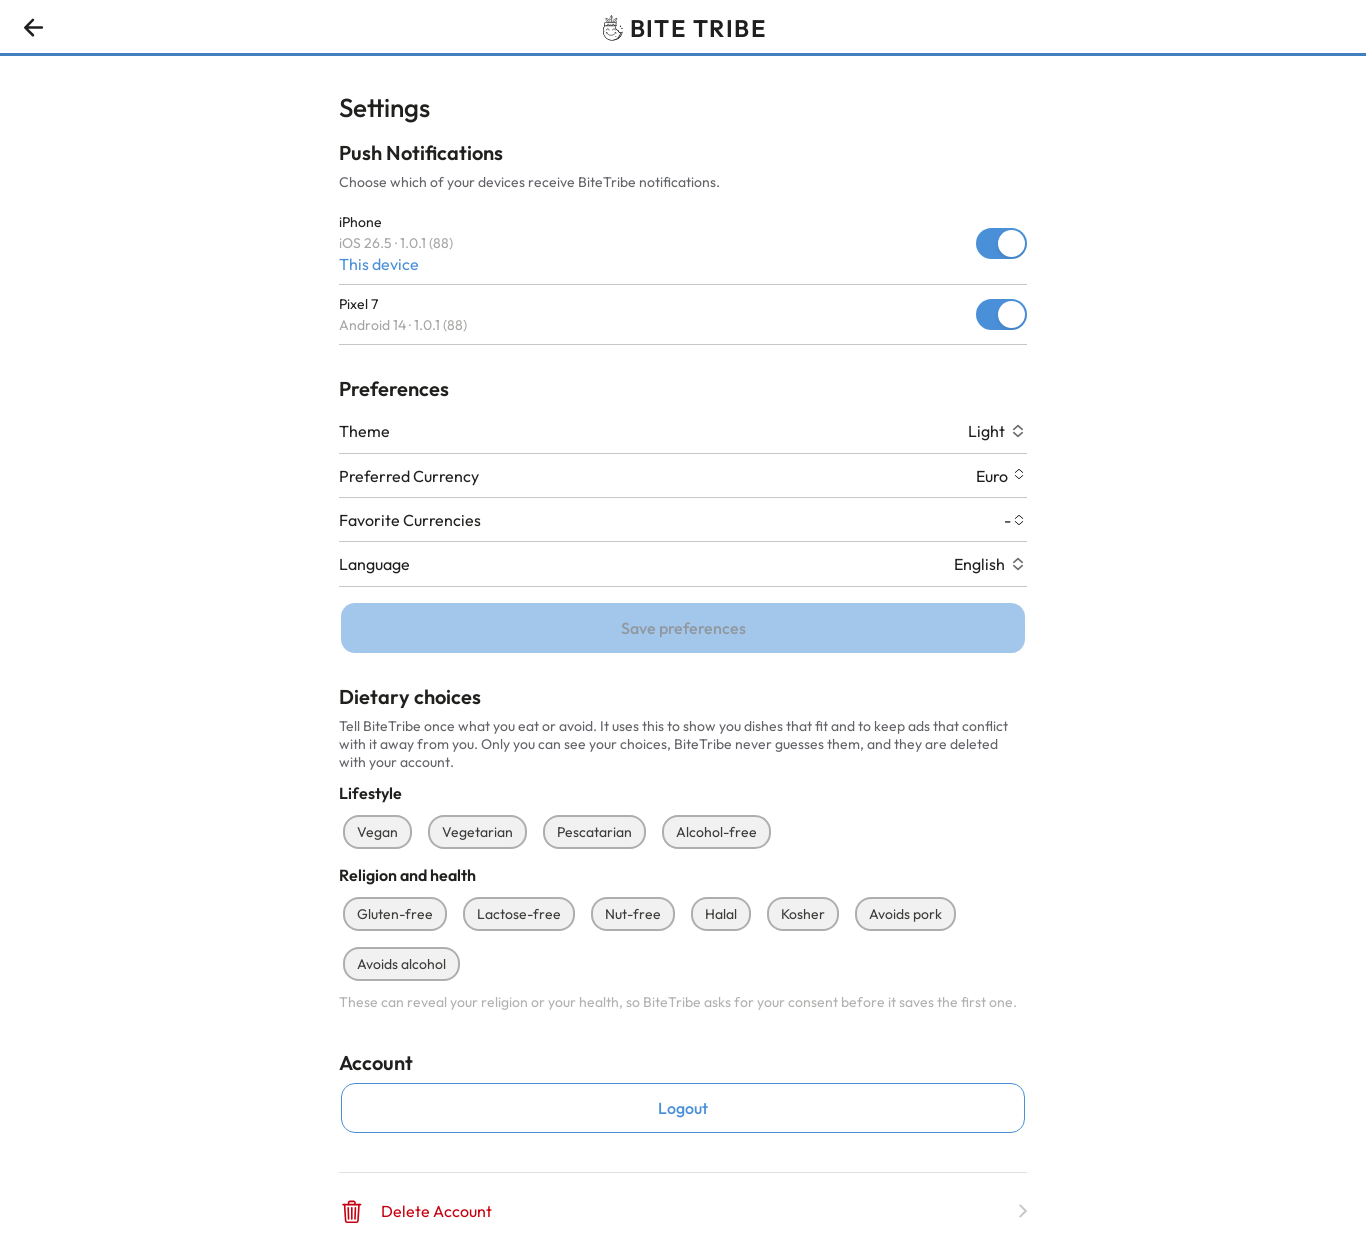 BITE TRIBE
Settings
Push Notifications
Choose which of your devices receive BiteTribe notifications.
iPhone
iOS 26.5 · 1.0.1 (88)
This device
Pixel 7
Android 14 · 1.0.1 (88)
Preferences
Theme Light
Preferred Currency Euro
Favorite Currencies -
Language English
Save preferences
Dietary choices
Tell BiteTribe once what you eat or avoid. It uses this to show you dishes that fit and to keep ads that conflict
with it away from you. Only you can see your choices, BiteTribe never guesses them, and they are deleted
with your account.
Lifestyle
Vegan Vegetarian Pescatarian Alcohol-free
Religion and health
Gluten-free Lactose-free Nut-free Halal Kosher Avoids pork
Avoids alcohol
These can reveal your religion or your health, so BiteTribe asks for your consent before it saves the first one.
Account
Logout
Delete Account